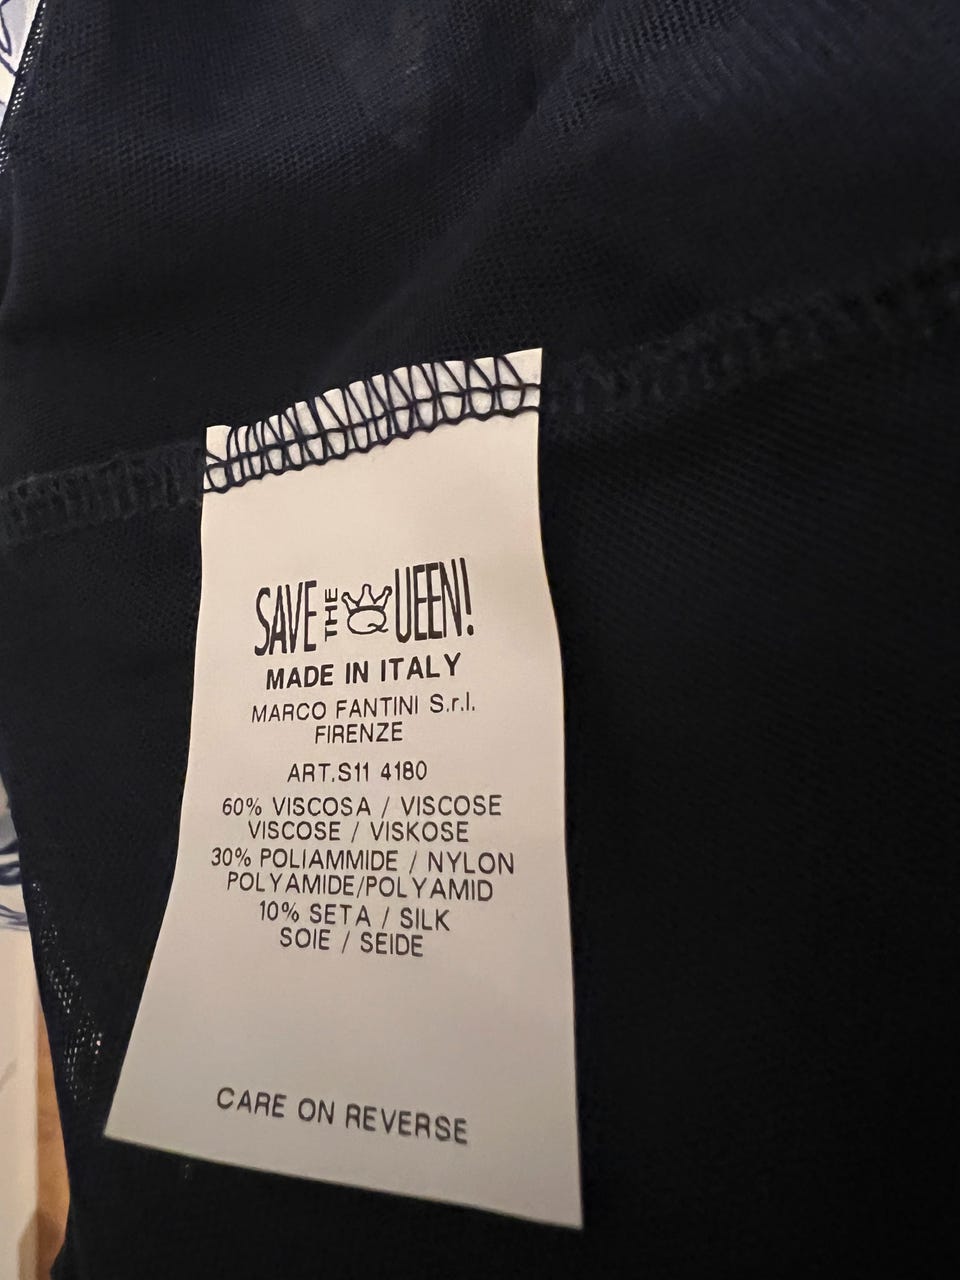 SAVE THE QUEEN!
MADE IN ITALY
MARCO FANTINI S.r.l.
FIRENZE
ART.S11 4180
60% VISCOSA / VISCOSE
VISCOSE / VISKOSE
30% POLIAMMIDE / NYLON
POLYAMIDE/POLYAMID
10% SETA / SILK
SOIE / SEIDE
CARE ON REVERSE